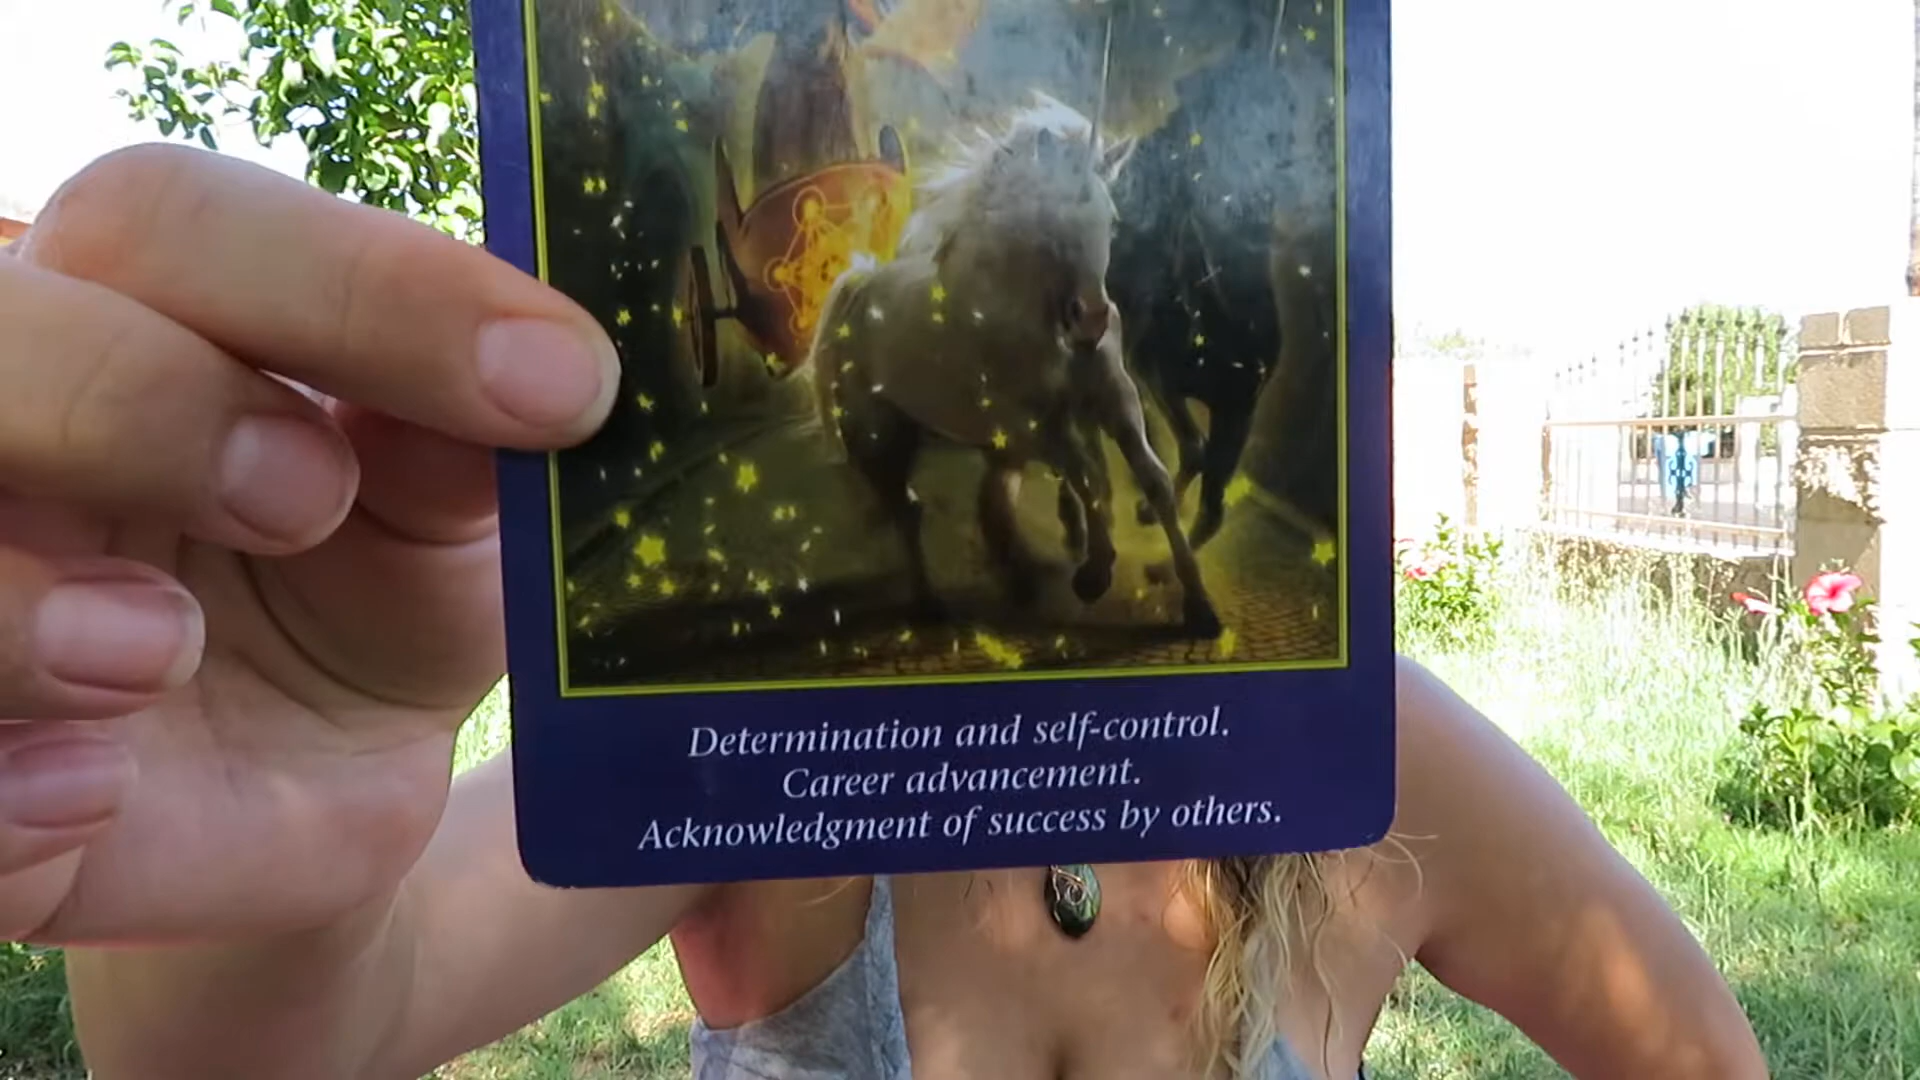 Determination and self-control.
Career advancement.
Acknowledgment of success by others.